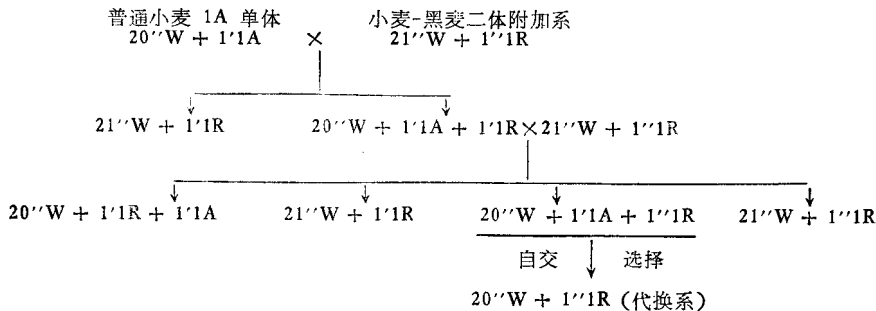 普通小麦 1A 单体 小麦-黑麦二体附加系
20′′W + 1′1A × 21′′W + 1′′1R
21′′W + 1′1R 20′′W + 1′1A + 1′1R × 21′′W + 1′′1R
20′′W + 1′1R + 1′1A 21′′W + 1′1R 20′′W + 1′1A + 1′′1R 21′′W + 1′′1R
自交 选择
20′′W + 1′′1R (代换系)